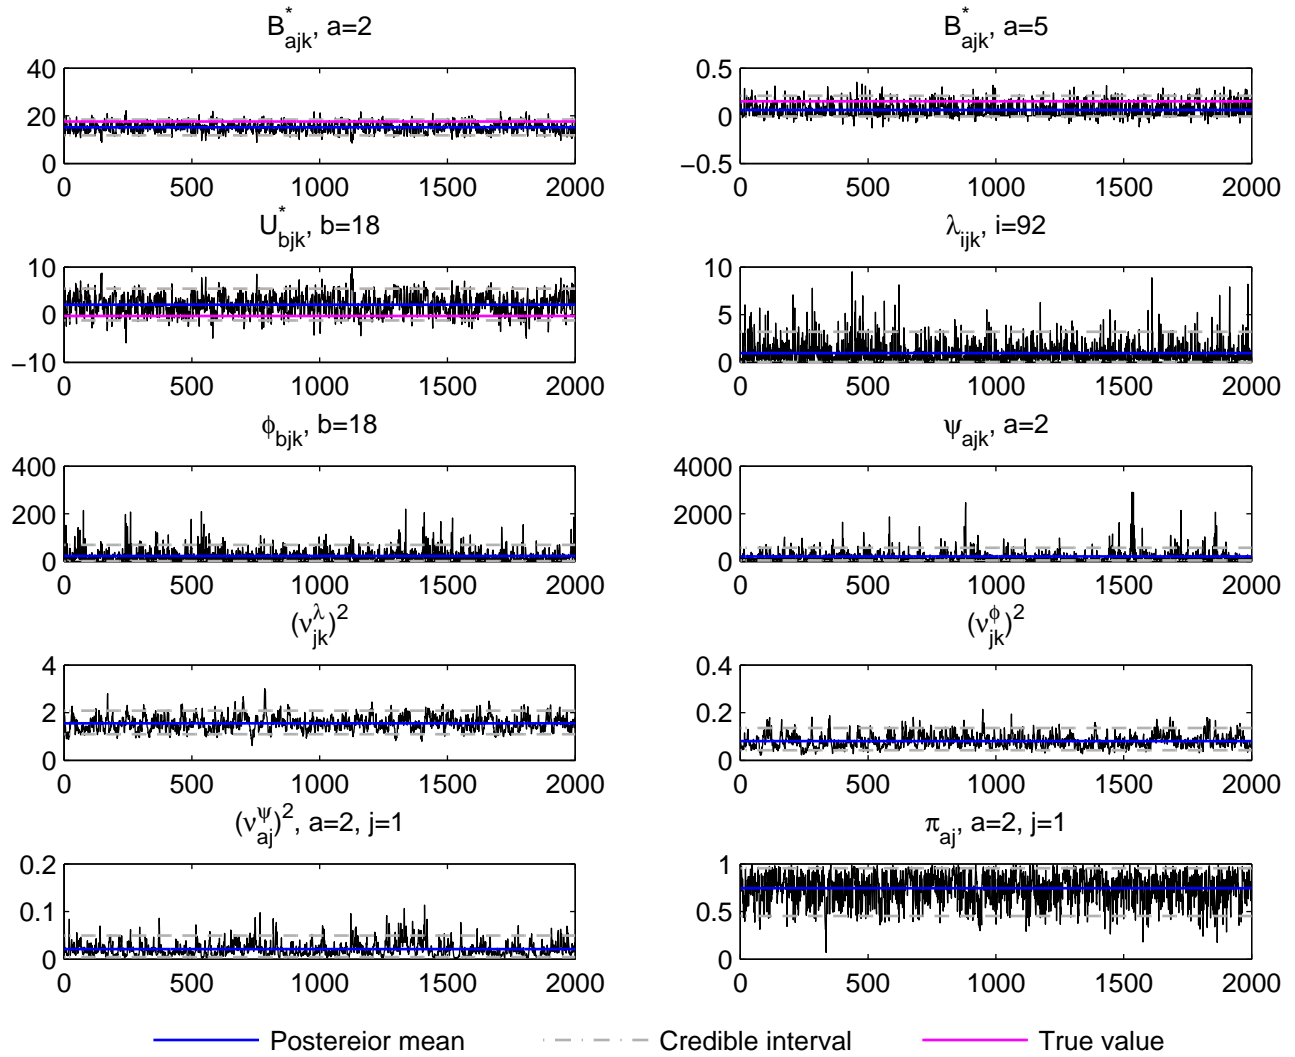 B*ajk, a=2
B*ajk, a=5
40
20
0
0 500 1000 1500 2000
0.5
0
−0.5
0 500 1000 1500 2000
U*bjk, b=18
λijk, i=92
10
0
−10
0 500 1000 1500 2000
10
5
0
0 500 1000 1500 2000
ϕbjk, b=18
ψajk, a=2
400
200
0
0 500 1000 1500 2000
4000
2000
0
0 500 1000 1500 2000
(νλjk)2
(νϕjk)2
4
2
0
0 500 1000 1500 2000
0.4
0.2
0
0 500 1000 1500 2000
(νψaj)2, a=2, j=1
πaj, a=2, j=1
0.2
0.1
0
0 500 1000 1500 2000
1
0.5
0
0 500 1000 1500 2000
Postereior mean Credible interval True value